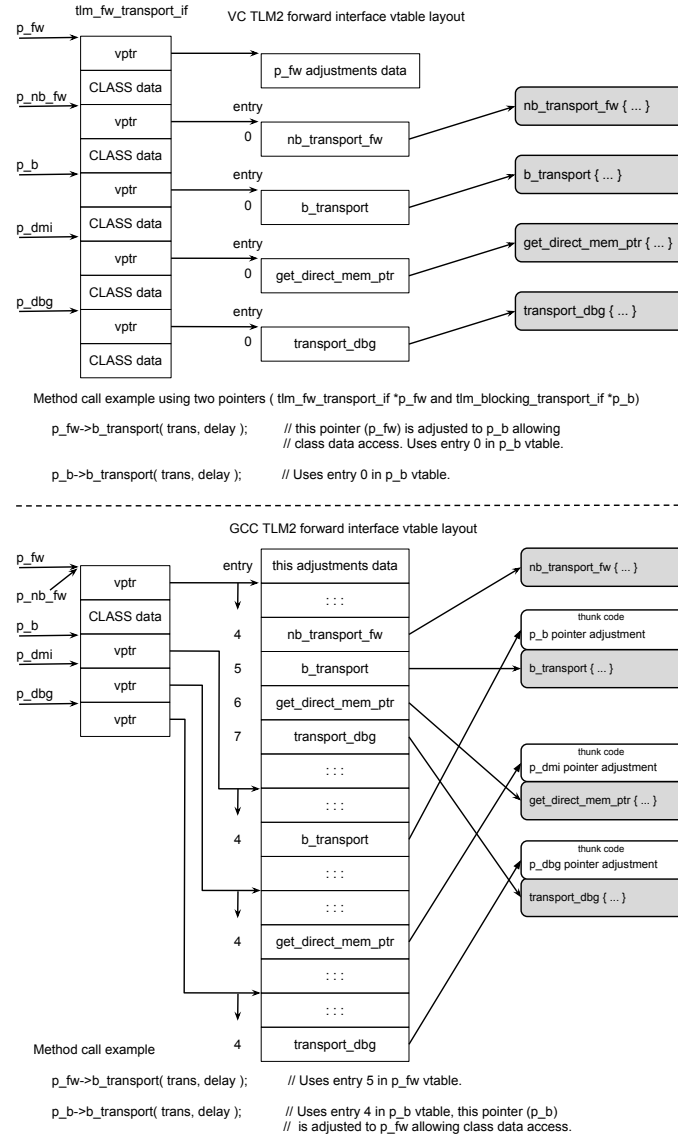 tlm_fw_transport_if
VC TLM2 forward interface vtable layout
p_fw
vptr
p_fw adjustments data
CLASS data
p_nb_fw
vptr
entry
0
nb_transport_fw
nb_transport_fw { ... }
CLASS data
p_b
vptr
entry
0
b_transport
b_transport { ... }
CLASS data
p_dmi
vptr
entry
0
get_direct_mem_ptr
get_direct_mem_ptr { ... }
CLASS data
p_dbg
vptr
entry
0
transport_dbg
transport_dbg { ... }
CLASS data
Method call example using two pointers ( tlm_fw_transport_if *p_fw and tlm_blocking_transport_if *p_b)
p_fw->b_transport( trans, delay ); // this pointer (p_fw) is adjusted to p_b allowing
// class data access. Uses entry 0 in p_b vtable.
p_b->b_transport( trans, delay ); // Uses entry 0 in p_b vtable.
GCC TLM2 forward interface vtable layout
p_fw
p_nb_fw
vptr
CLASS data
p_b
vptr
p_dmi
vptr
p_dbg
vptr
entry
this adjustments data
: : :
4 nb_transport_fw
5 b_transport
6 get_direct_mem_ptr
7 transport_dbg
: : :
: : :
4 b_transport
: : :
: : :
4 get_direct_mem_ptr
: : :
: : :
4 transport_dbg
nb_transport_fw { ... }
thunk code
p_b pointer adjustment
b_transport { ... }
thunk code
p_dmi pointer adjustment
get_direct_mem_ptr { ... }
thunk code
p_dbg pointer adjustment
transport_dbg { ... }
Method call example
p_fw->b_transport( trans, delay ); // Uses entry 5 in p_fw vtable.
p_b->b_transport( trans, delay ); // Uses entry 4 in p_b vtable, this pointer (p_b)
// is adjusted to p_fw allowing class data access.